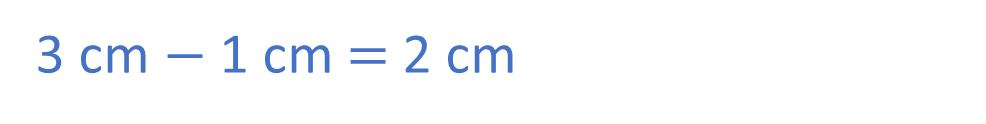 3 cm − 1 cm = 2 cm